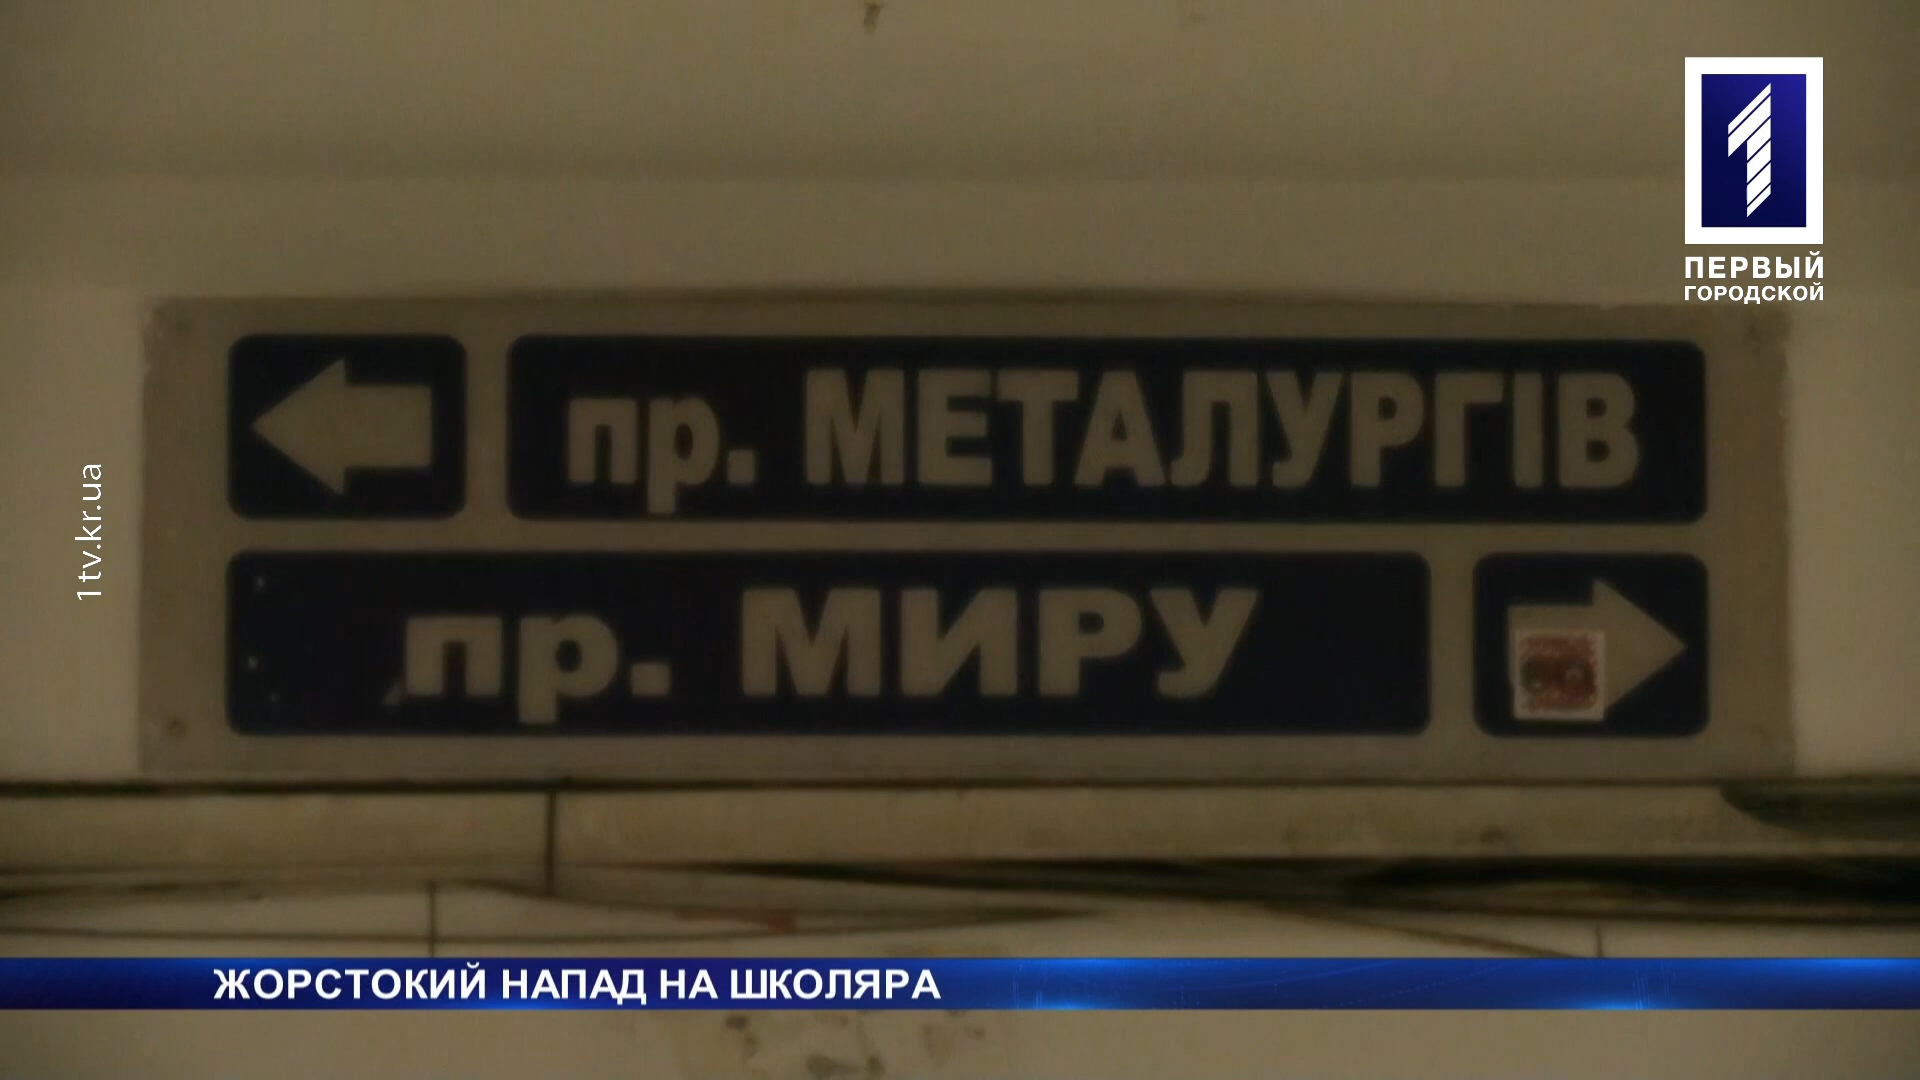 ПЕРВЫЙ
ГОРОДСКОЙ
пр. МЕТАЛУРГІВ
пр. МИРУ
1tv.kr.ua
ЖОРСТОКИЙ НАПАД НА ШКОЛЯРА